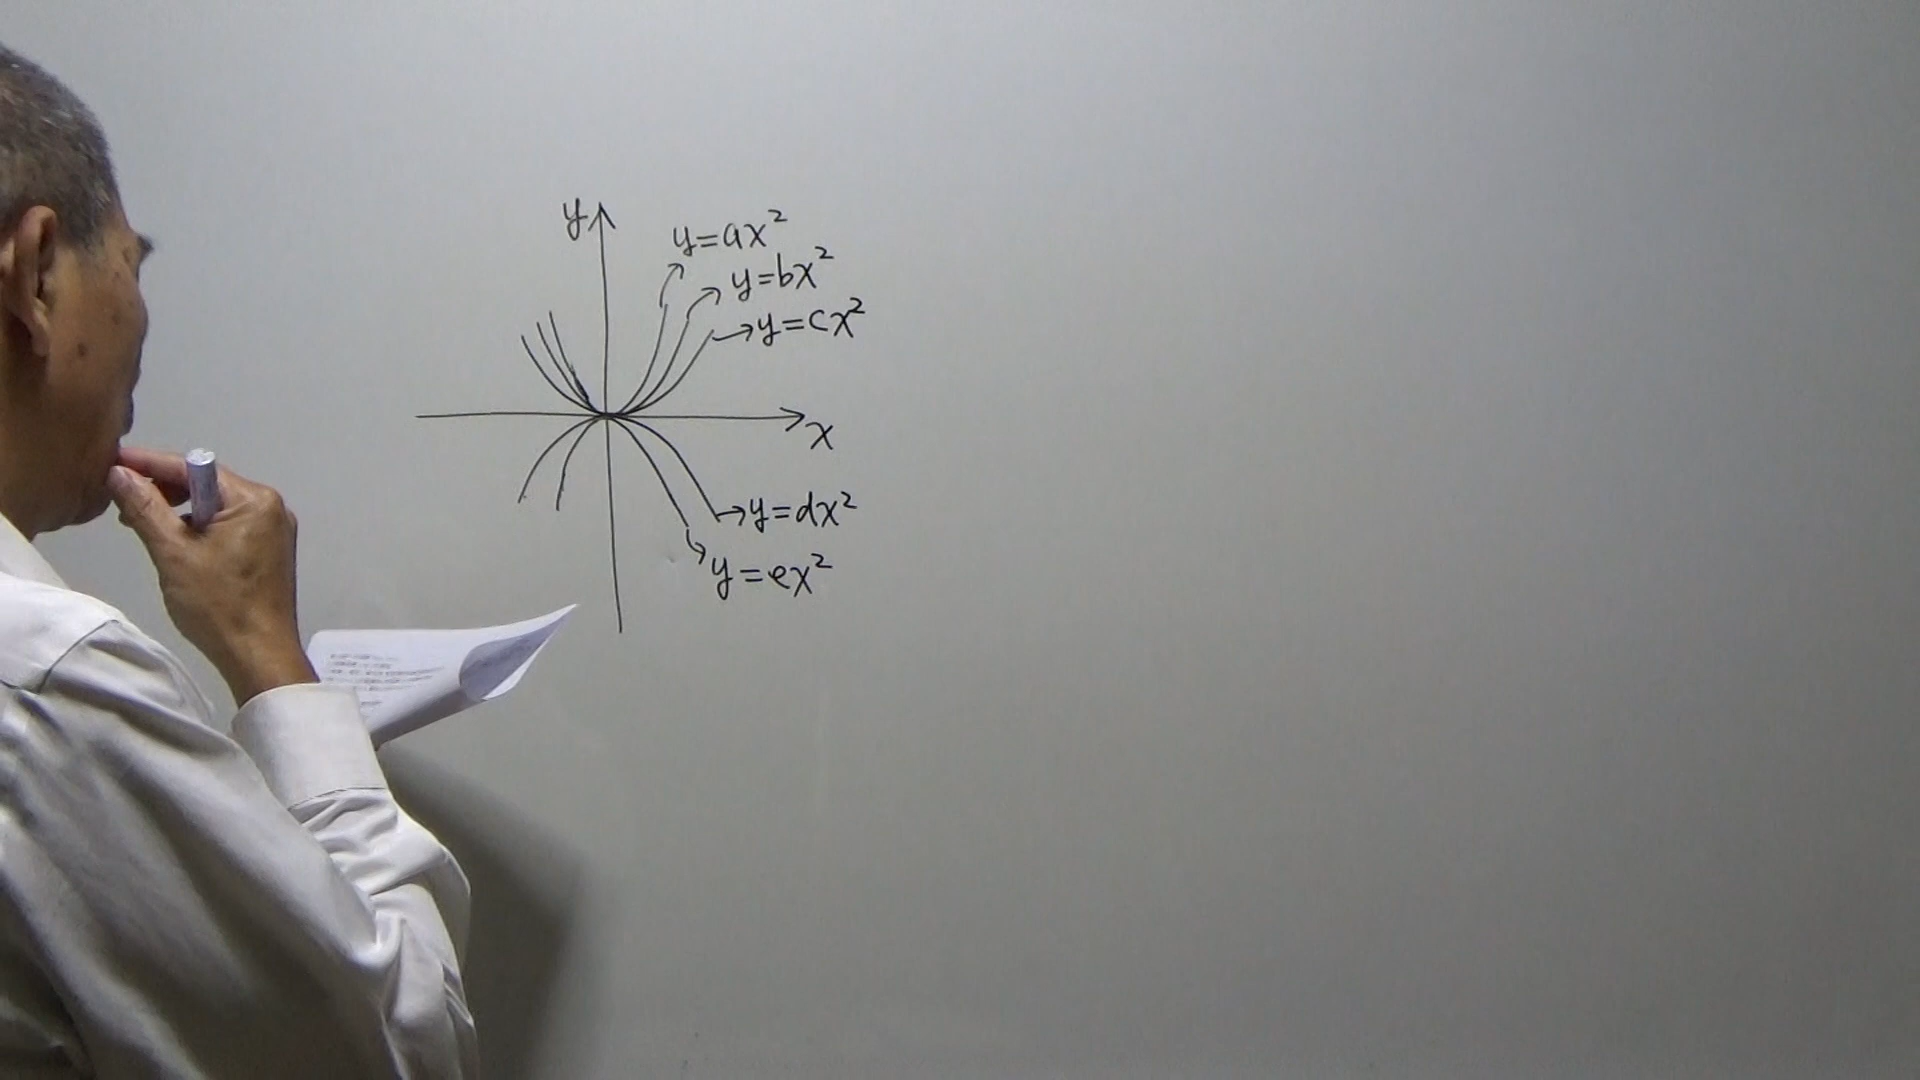 y
y=ax²
y=bx²
y=cx²
x
y=dx²
y=ex²